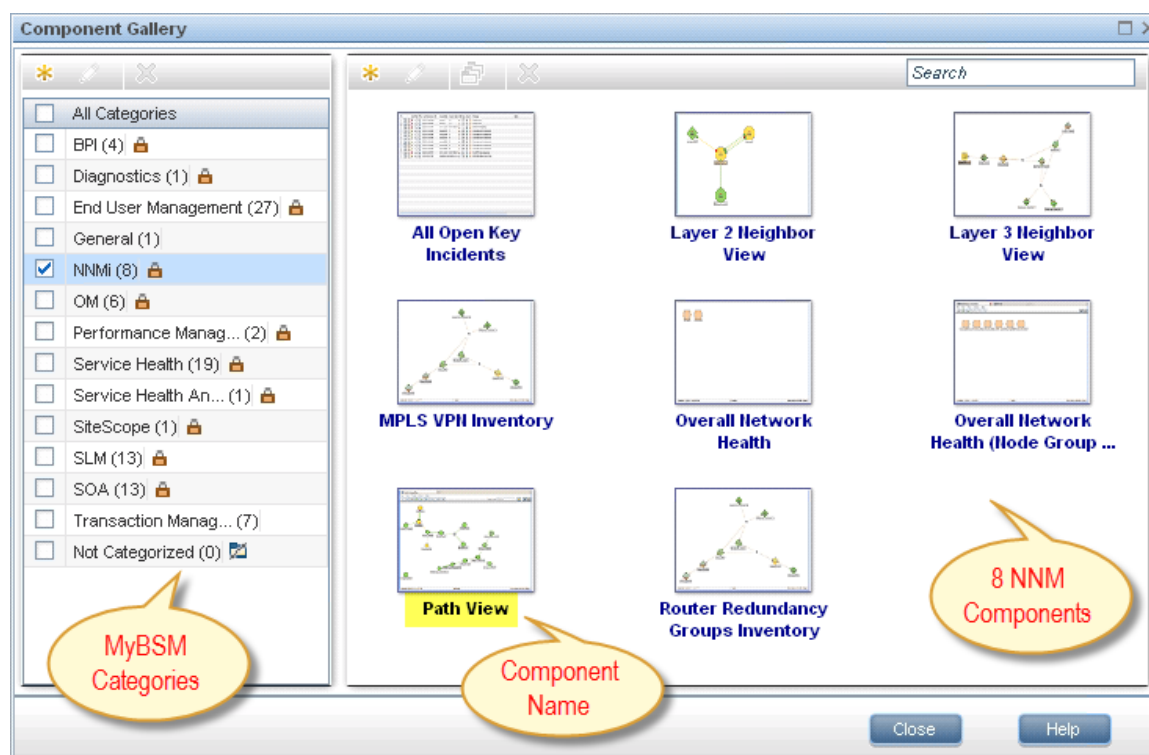 Component Gallery
Search
All Categories
BPI (4)
Diagnostics (1)
End User Management (27)
General (1)
NNMi (8)
OM (6)
Performance Manag... (2)
Service Health (19)
Service Health An... (1)
SiteScope (1)
SLM (13)
SOA (13)
Transaction Manag... (7)
Not Categorized (0)
MyBSM
Categories
All Open Key
Incidents
Layer 2 Neighbor
View
Layer 3 Neighbor
View
MPLS VPN Inventory
Overall Network
Health
Overall Network
Health (Node Group ...
Path View
Router Redundancy
Groups Inventory
8 NNM
Components
Component
Name
Close
Help